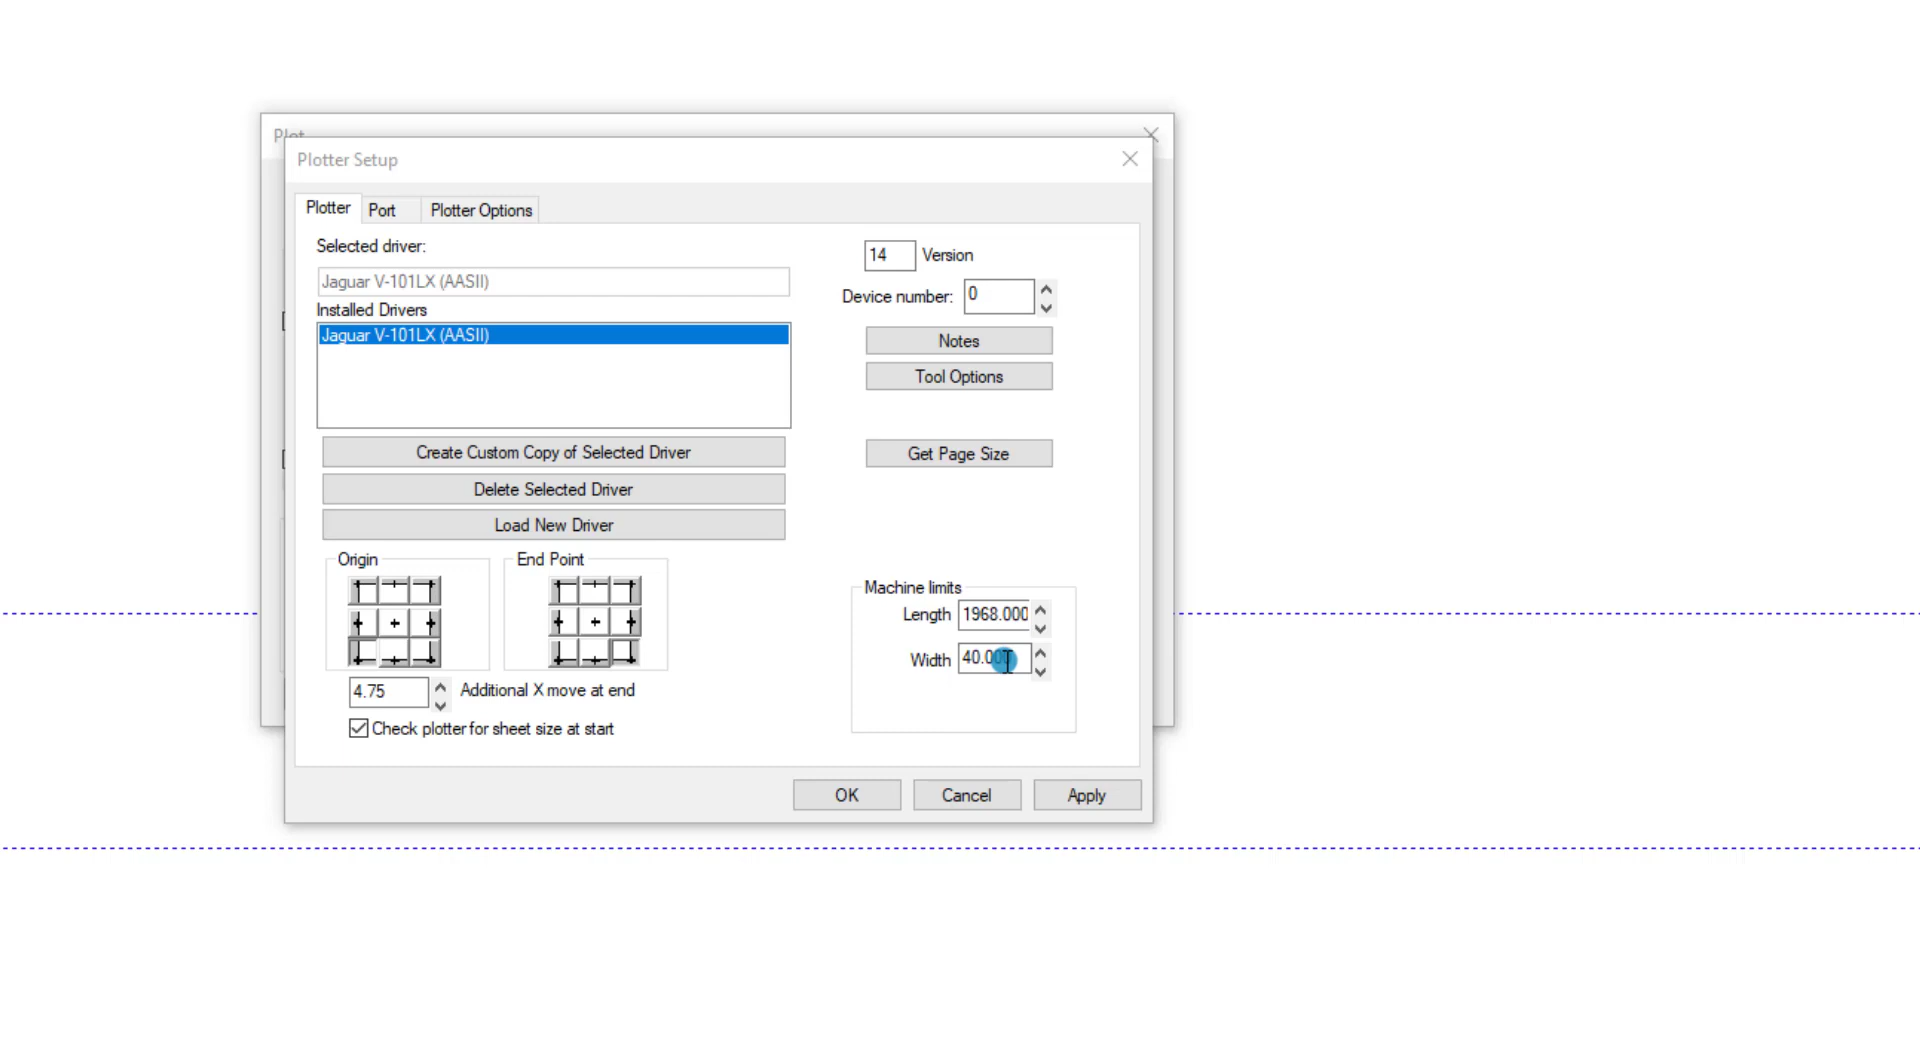 Plot
Plotter Setup
Plotter
Port
Plotter Options
Selected driver:
Jaguar V-101LX (AASII)
Installed Drivers
Jaguar V-101LX (AASII)
Create Custom Copy of Selected Driver
Delete Selected Driver
Load New Driver
Origin
End Point
4.75
Additional X move at end
Check plotter for sheet size at start
14
Version
Device number:
0
Notes
Tool Options
Get Page Size
Machine limits
Length
1968.000
Width
OK
Cancel
Apply